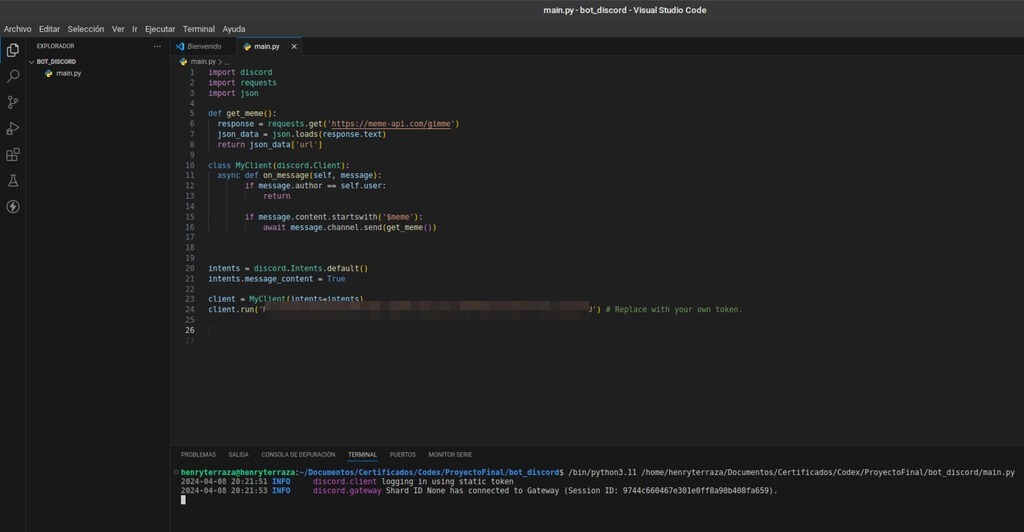 main.py - bot_discord - Visual Studio Code
Archivo Editar Selección Ver Ir Ejecutar Terminal Ayuda
EXPLORADOR ...
Bienvenido main.py
BOT_DISCORD
main.py
main.py > ...
1 import discord
2 import requests
3 import json
4
5 def get_meme():
6 response = requests.get('https://meme-api.com/gimme')
7 json_data = json.loads(response.text)
8 return json_data['url']
9
10 class MyClient(discord.Client):
11 async def on_message(self, message):
12 if message.author == self.user:
13 return
14
15 if message.content.startswith('$meme'):
16 await message.channel.send(get_meme())
17
18
19
20 intents = discord.Intents.default()
21 intents.message_content = True
22
23 client = MyClient(intents=intents)
24 client.run(' ') # Replace with your own token.
25
26
27
PROBLEMAS SALIDA CONSOLA DE DEPURACIÓN TERMINAL PUERTOS MONITOR SERIE
henryterraza@henryterraza:~/Documentos/Certificados/Codex/ProyectoFinal/bot_discord$ /bin/python3.11 /home/henryterraza/Documentos/Certificados/Codex/ProyectoFinal/bot_discord/main.py
2024-04-08 20:21:51 INFO discord.client logging in using static token
2024-04-08 20:21:53 INFO discord.gateway Shard ID None has connected to Gateway (Session ID: 9744c660467e301e0ff8a90b408fa659).